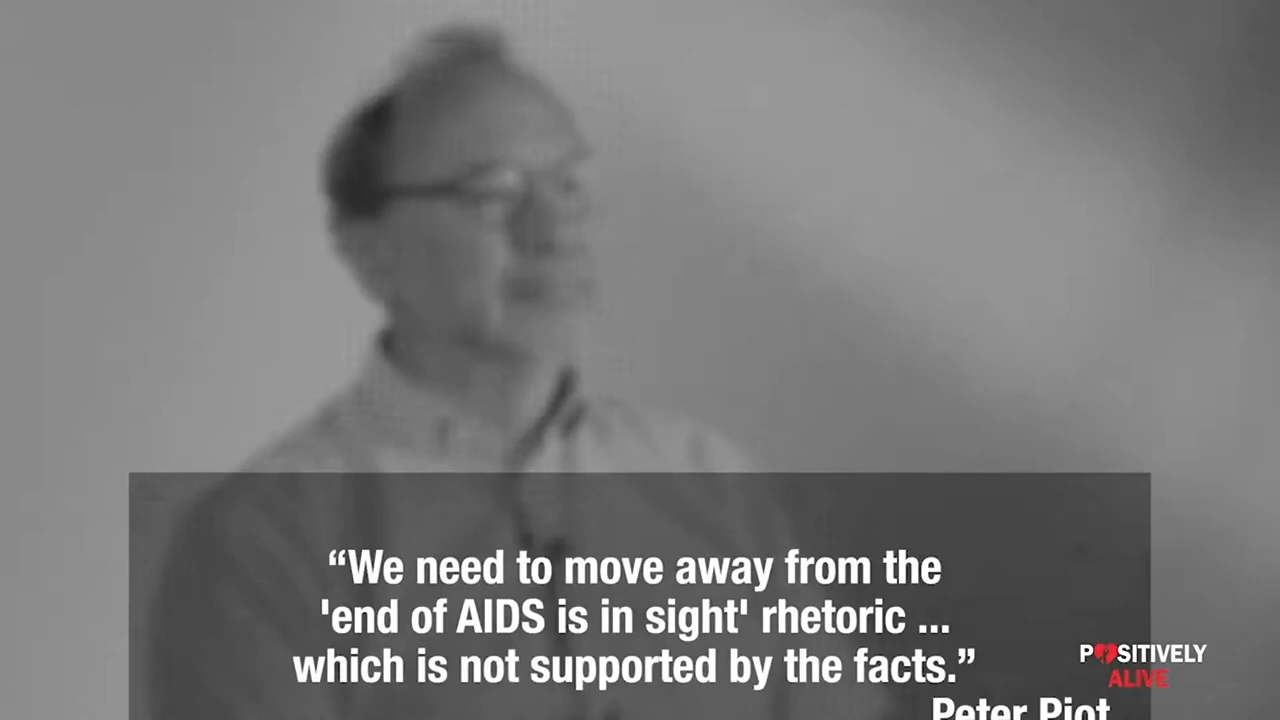 “We need to move away from the
'end of AIDS is in sight' rhetoric ...
which is not supported by the facts.”
Peter Piot
POSITIVELY
ALIVE